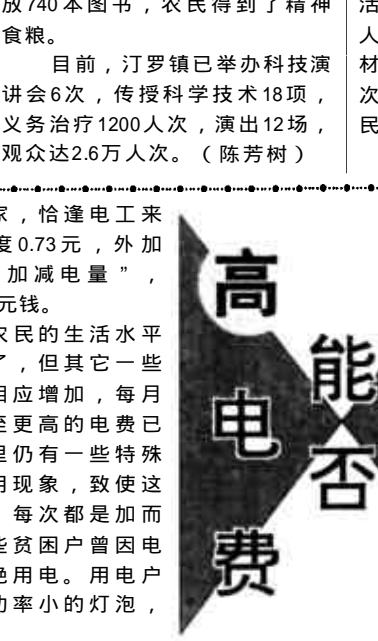 放740本图书，农民得到了精神
食粮。
目前，汀罗镇已举办科技演
讲会6次，传授科学技术18项，
义务治疗1200人次，演出12场，
观众达2.6万人次。（陈芳树）
活
人
材
次
民
家，恰逢电工来
度0.73元，外加
加减电量”，
元钱。
农民的生活水平
了，但其它一些
相应增加，每月
至更高的电费已
里仍有一些特殊
用现象，致使这
每次都是加而
些贫困户曾因电
绝用电。用电户
功率小的灯泡，
高电费
能否